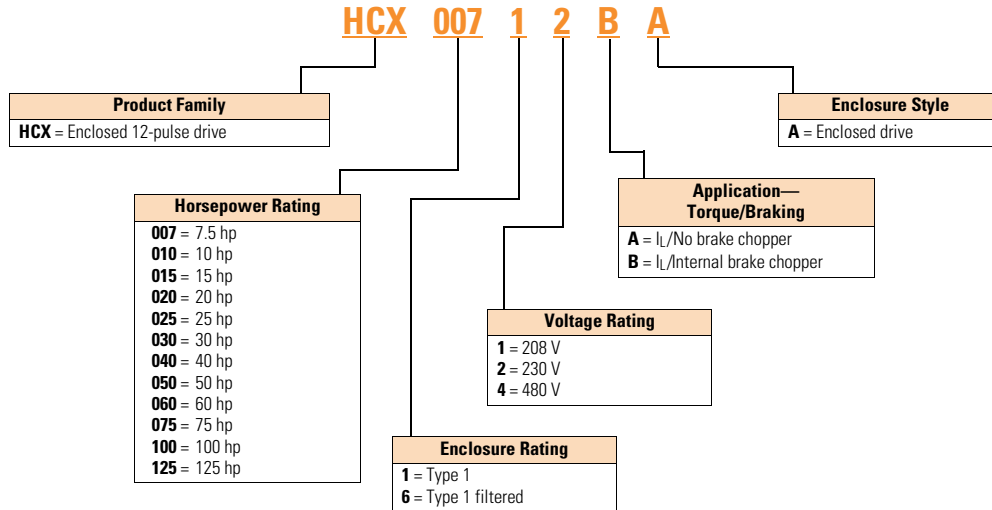 HCX 007 1 2 B A
Product Family
HCX = Enclosed 12-pulse drive
Enclosure Style
A = Enclosed drive
Application—
Torque/Braking
A = IL/No brake chopper
B = IL/Internal brake chopper
Horsepower Rating
007 = 7.5 hp
010 = 10 hp
015 = 15 hp
020 = 20 hp
025 = 25 hp
030 = 30 hp
040 = 40 hp
050 = 50 hp
060 = 60 hp
075 = 75 hp
100 = 100 hp
125 = 125 hp
Voltage Rating
1 = 208 V
2 = 230 V
4 = 480 V
Enclosure Rating
1 = Type 1
6 = Type 1 filtered